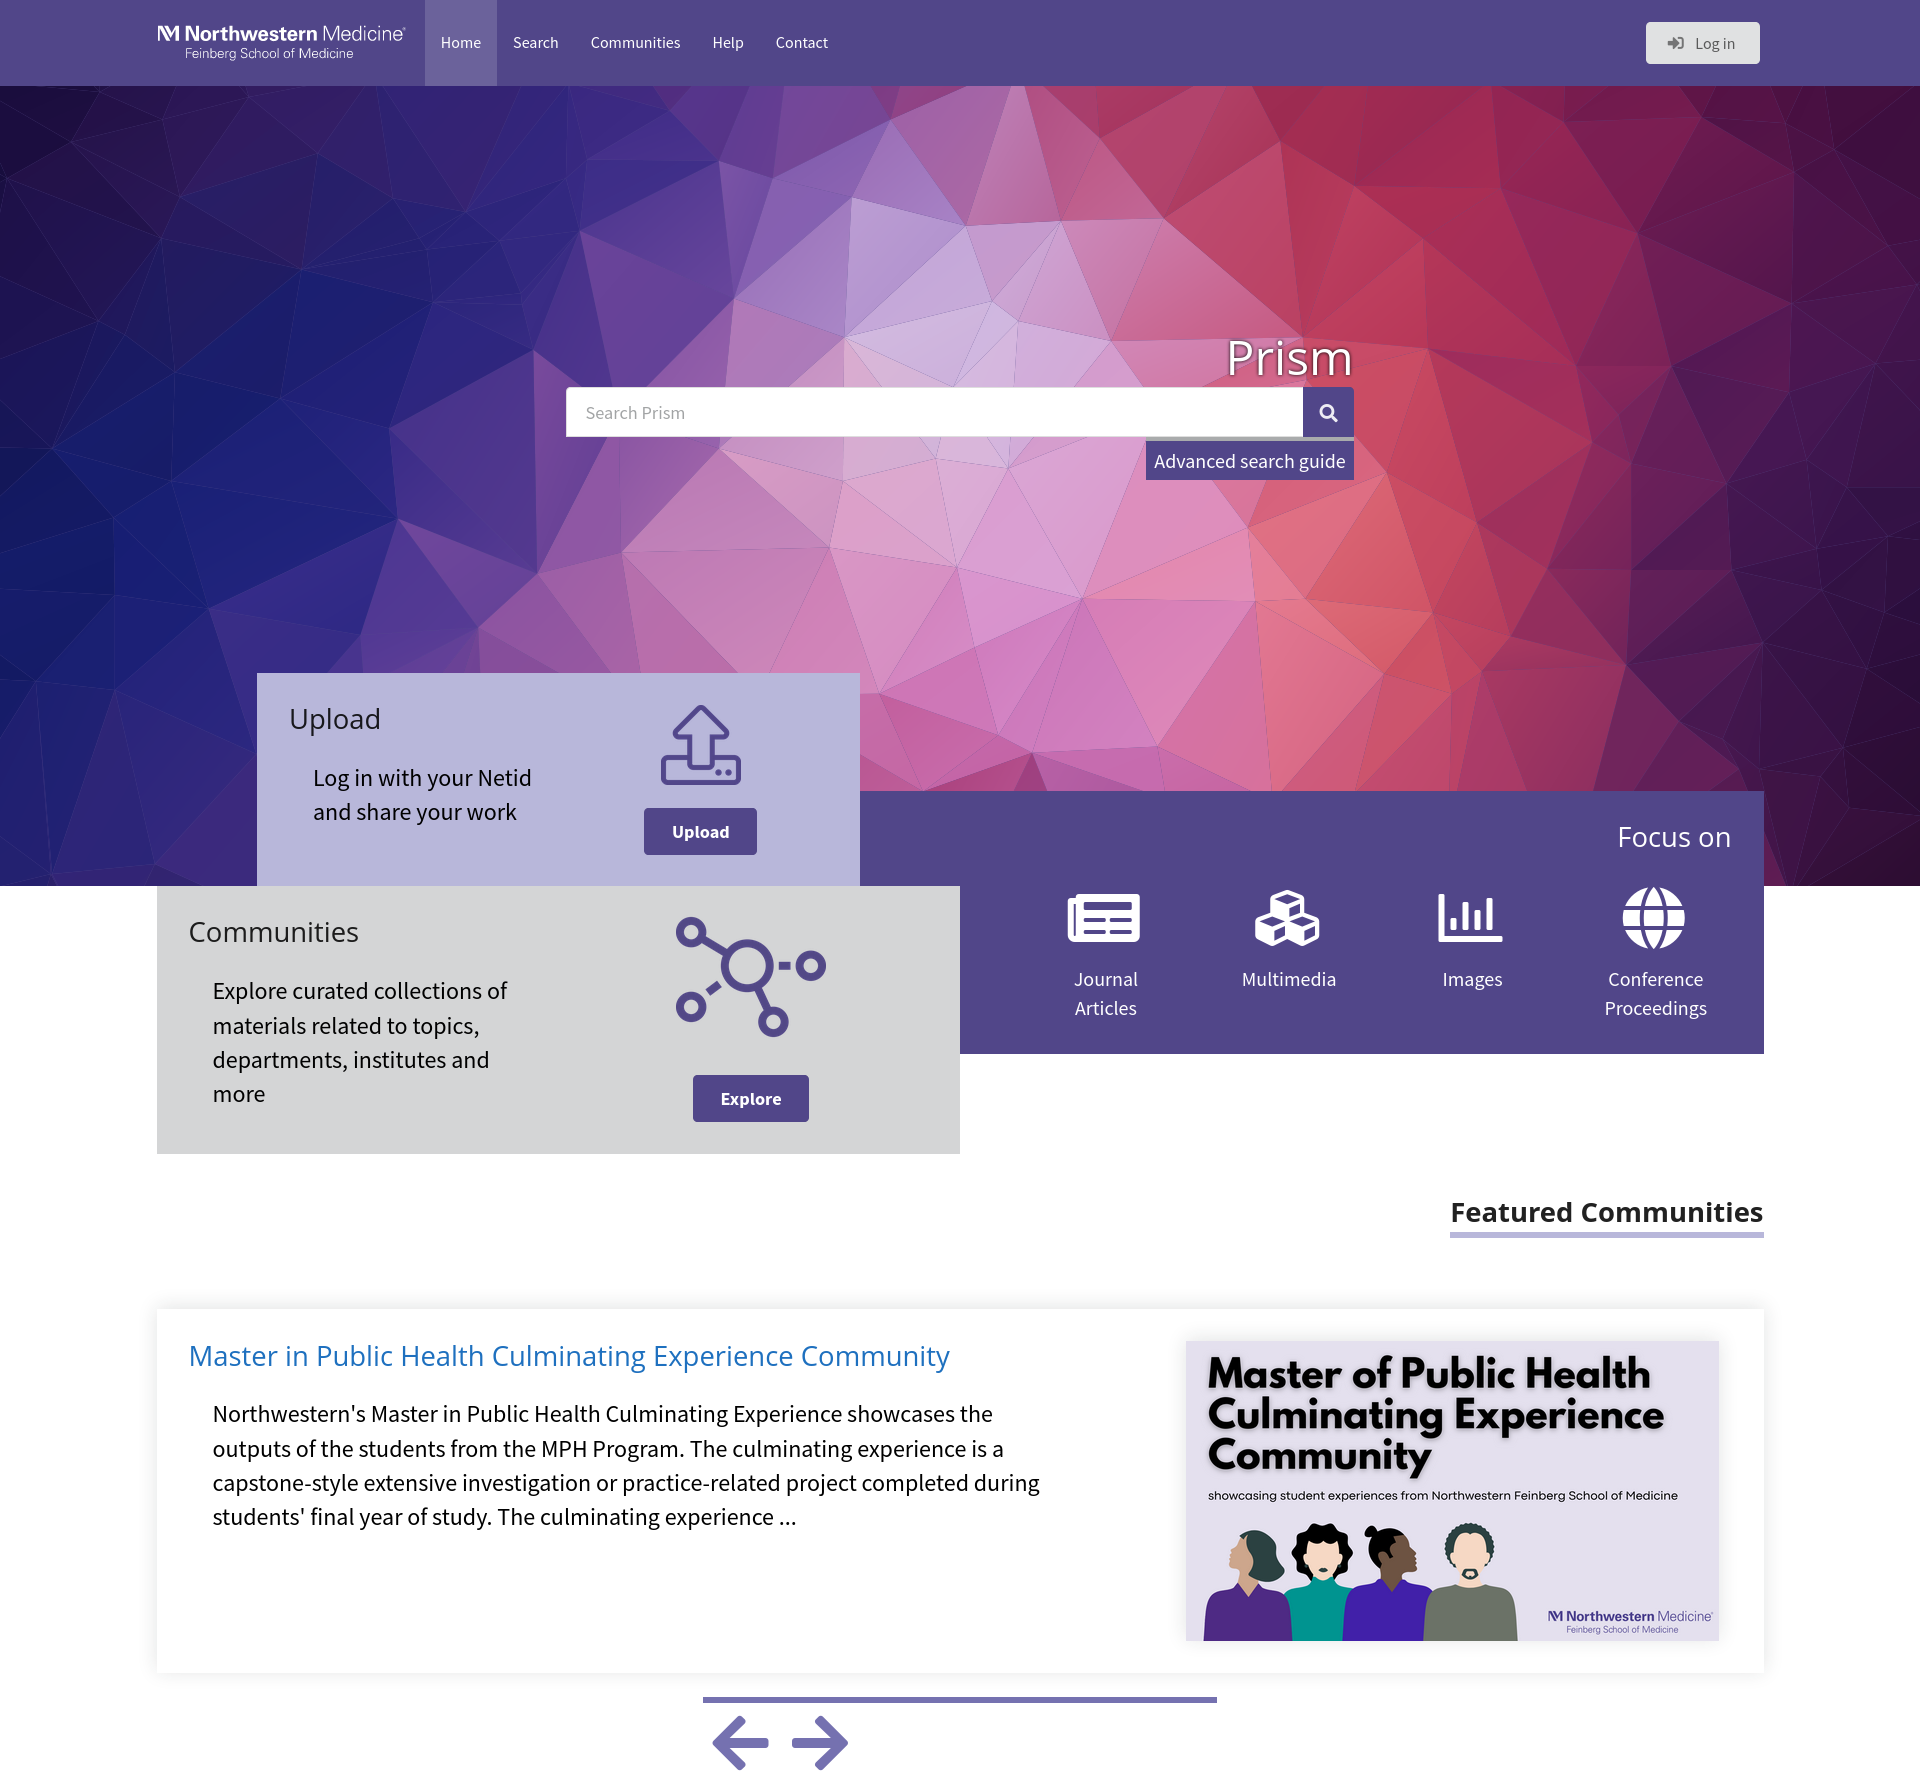 Northwestern Medicine®
Feinberg School of Medicine
Home
Search
Communities
Help
Contact
Log in
Prism
Search Prism
Advanced search guide
Upload
Log in with your Netid
and share your work
Upload
Focus on
Journal
Articles
Multimedia
Images
Conference
Proceedings
Communities
Explore curated collections of
materials related to topics,
departments, institutes and
more
Explore
Featured Communities
Master in Public Health Culminating Experience Community
Northwestern's Master in Public Health Culminating Experience showcases the
outputs of the students from the MPH Program. The culminating experience is a
capstone-style extensive investigation or practice-related project completed during
students' final year of study. The culminating experience ...
Master of Public Health
Culminating Experience
Community
showcasing student experiences from Northwestern Feinberg School of Medicine
Northwestern Medicine®
Feinberg School of Medicine